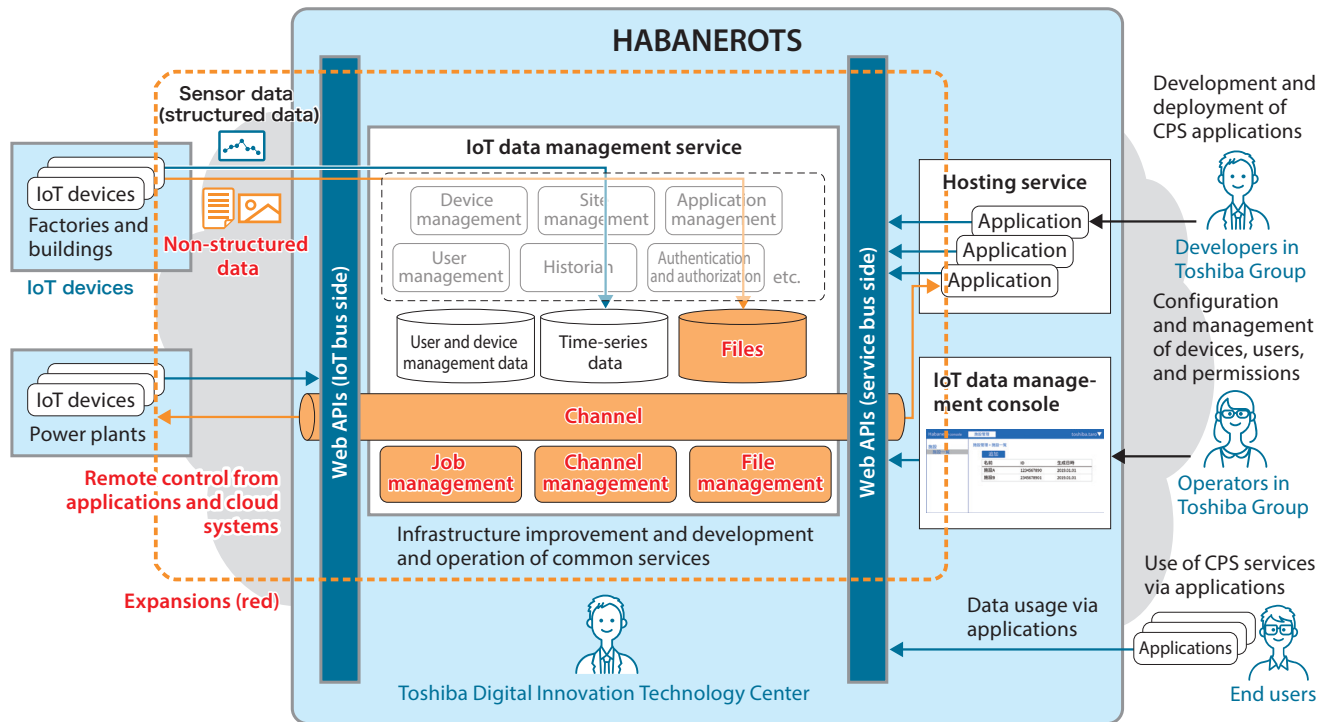 HABANEROTS
Sensor data
(structured data)
IoT devices
Factories and
buildings
IoT devices
Non-structured
data
IoT devices
Power plants
Remote control from
applications and cloud
systems
Expansions (red)
Web APIs (IoT bus side)
IoT data management service
Device
management
Site
management
Application
management
User
management
Historian
Authentication
and authorization
etc.
User and device
management data
Time-series
data
Files
Channel
Job
management
Channel
management
File
management
Infrastructure improvement and development
and operation of common services
Toshiba Digital Innovation Technology Center
Web APIs (service bus side)
Hosting service
Application
Application
Application
IoT data manage-
ment console
Data usage via
applications
Development and
deployment of
CPS applications
Developers in
Toshiba Group
Configuration
and management
of devices, users,
and permissions
Operators in
Toshiba Group
Use of CPS services
via applications
Applications
End users